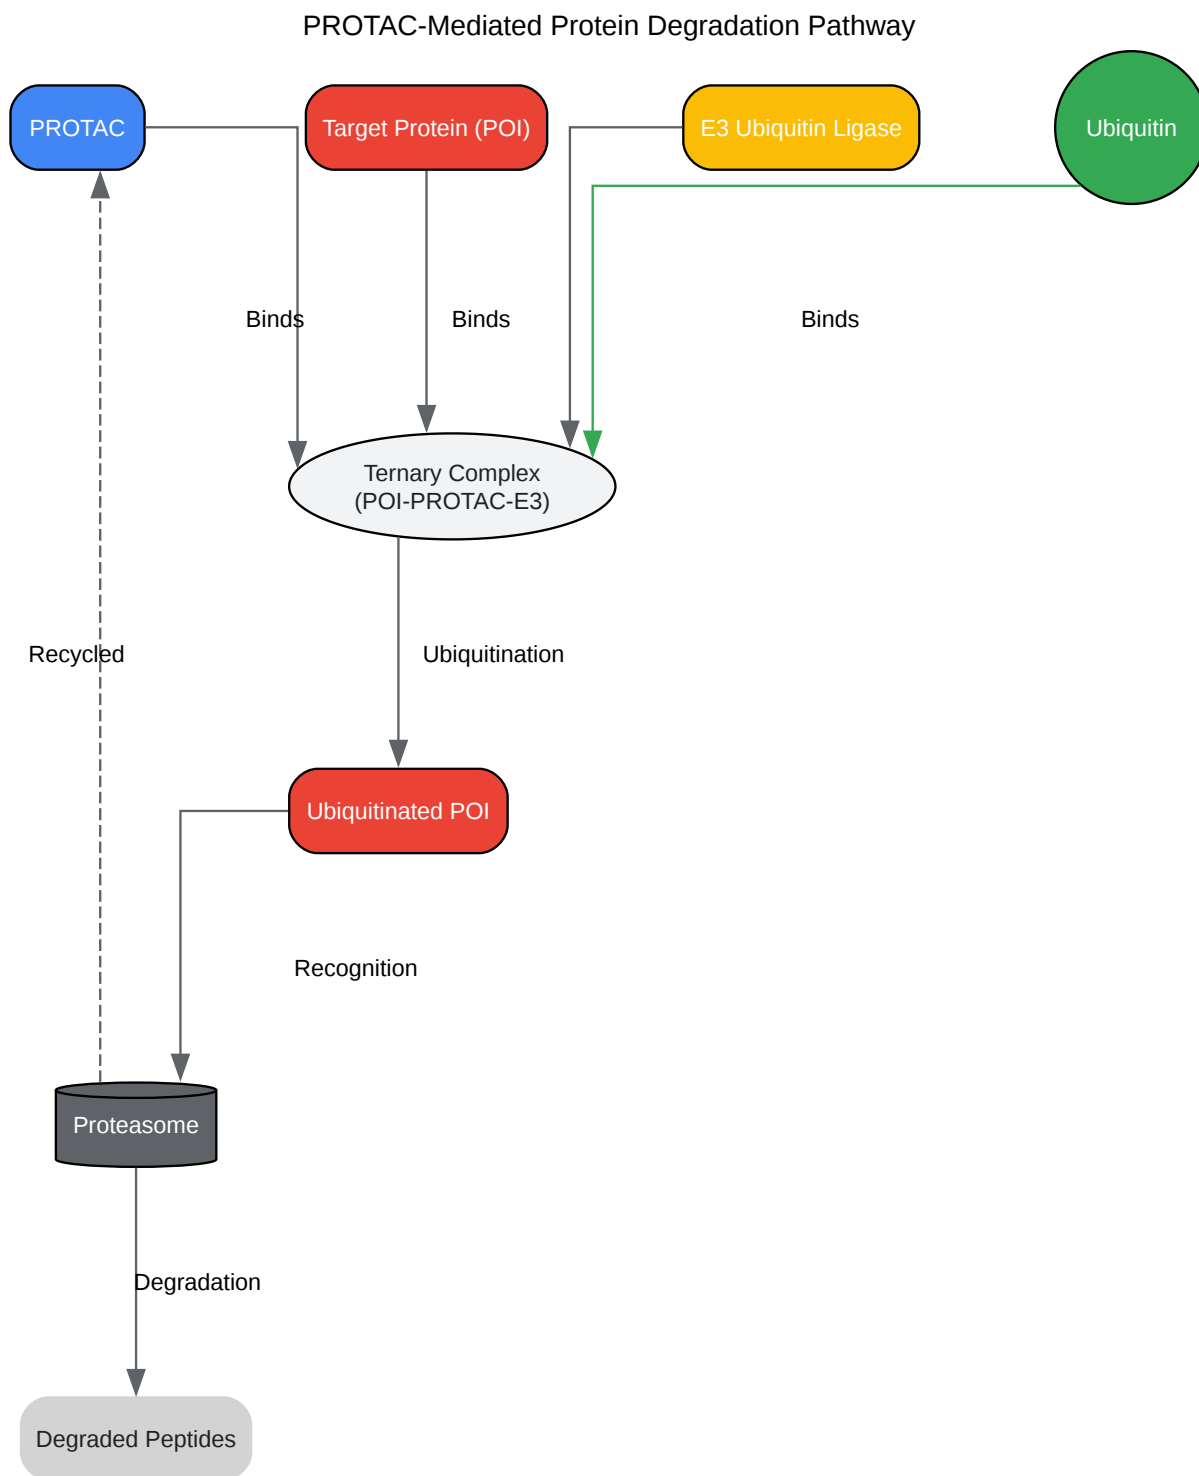 PROTAC-Mediated Protein Degradation Pathway
PROTAC
Target Protein (POI)
E3 Ubiquitin Ligase
Ubiquitin
Binds
Binds
Binds
Ternary Complex
(POI-PROTAC-E3)
Recycled
Ubiquitination
Ubiquitinated POI
Recognition
Proteasome
Degradation
Degraded Peptides